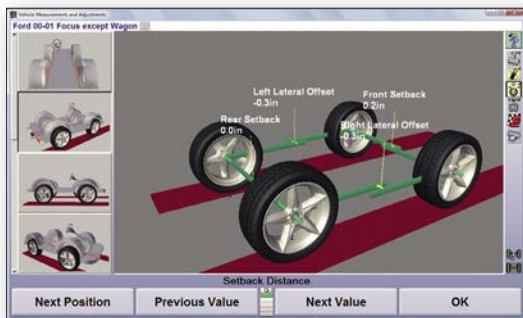 Vehicle Measurements and Adjustments
Ford 00-01 Focus except Wagon
Left Lateral Offset
-0.3in
Front Setback
0.2in
Rear Setback
0.0in
Right Lateral Offset
-0.3in
Setback Distance
Next Position
Previous Value
Next Value
OK